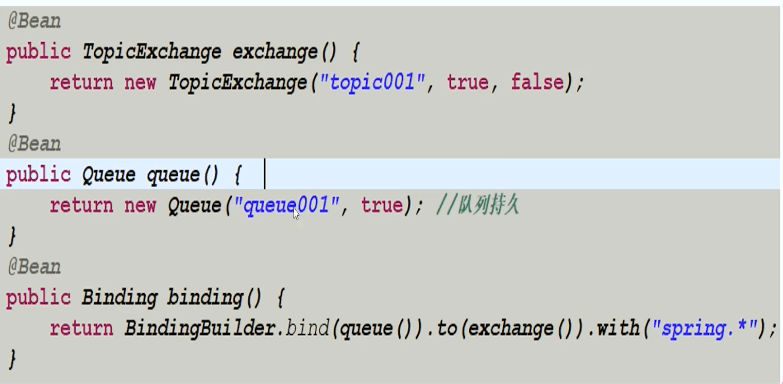 @Bean
public TopicExchange exchange() {
    return new TopicExchange("topic001", true, false);
}
@Bean
public Queue queue() {
    return new Queue("queue001", true); //队列持久
}
@Bean
public Binding binding() {
    return BindingBuilder.bind(queue()).to(exchange()).with("spring.*");
}